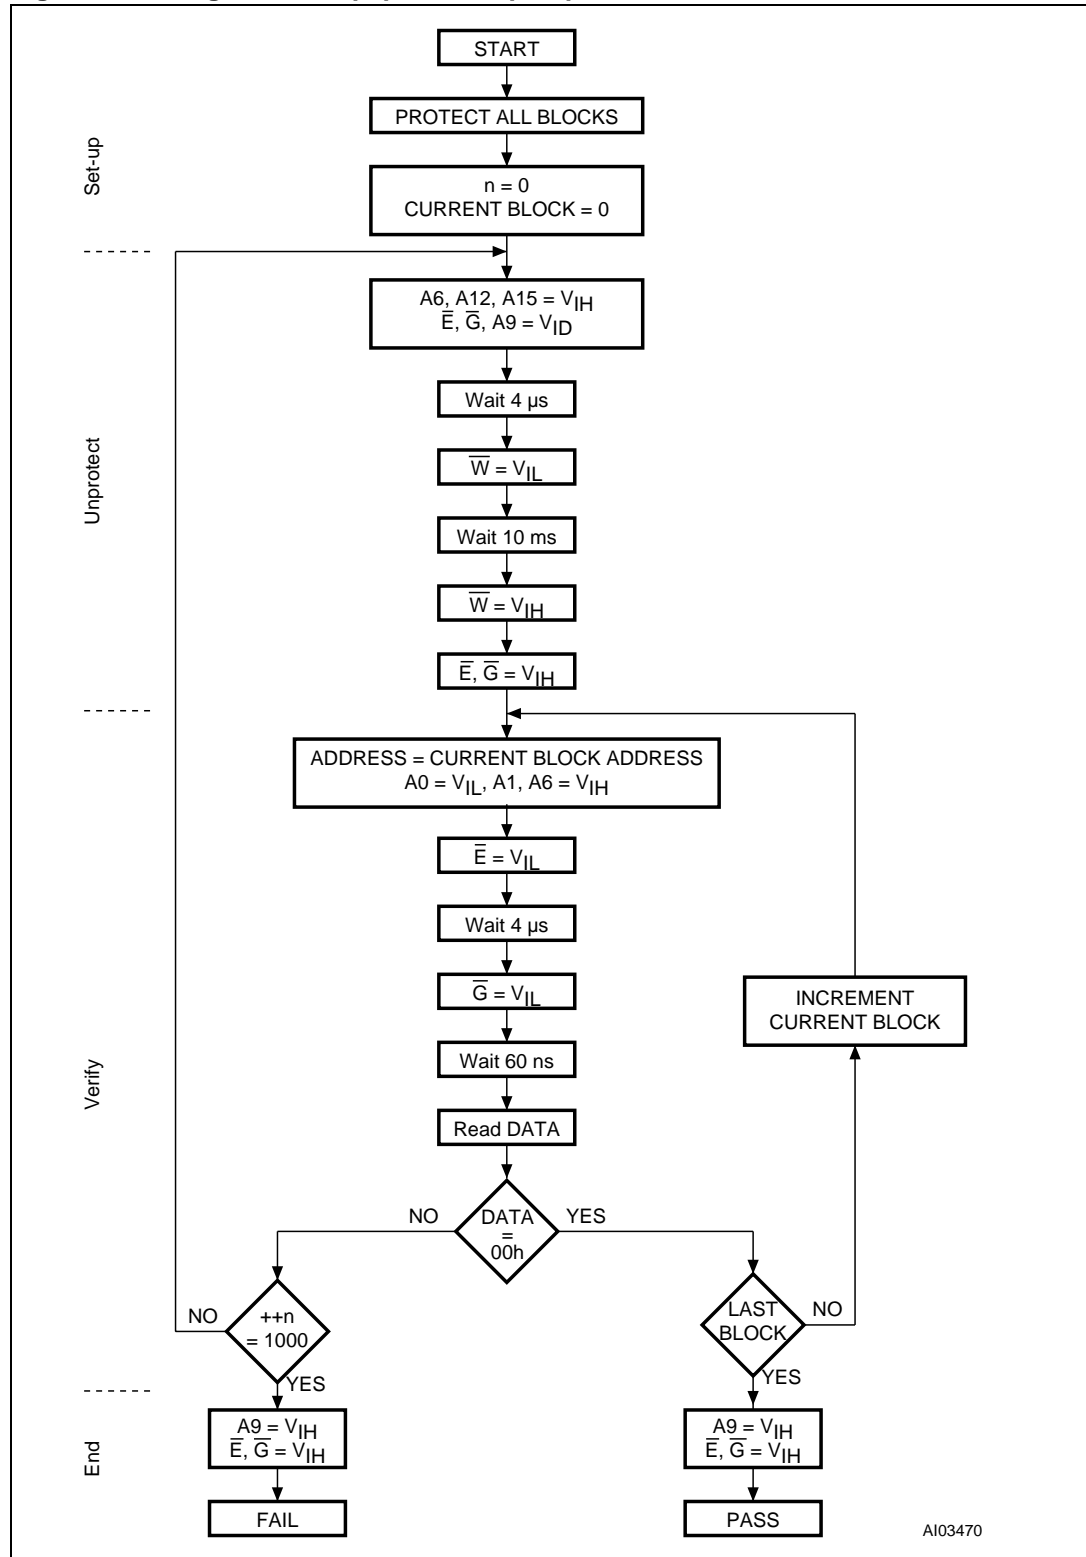 START
PROTECT ALL BLOCKS
Set-up
n = 0
CURRENT BLOCK = 0
A6, A12, A15 = VIH
E̅, G̅, A9 = VID
Wait 4 µs
Unprotect
W̅ = VIL
Wait 10 ms
W̅ = VIH
E̅, G̅ = VIH
ADDRESS = CURRENT BLOCK ADDRESS
A0 = VIL, A1, A6 = VIH
E̅ = VIL
Wait 4 µs
G̅ = VIL
INCREMENT
CURRENT BLOCK
Wait 60 ns
Verify
Read DATA
NO
DATA
=
00h
YES
NO
++n
= 1000
YES
LAST
BLOCK
NO
YES
End
A9 = VIH
E̅, G̅ = VIH
A9 = VIH
E̅, G̅ = VIH
FAIL
PASS
AI03470